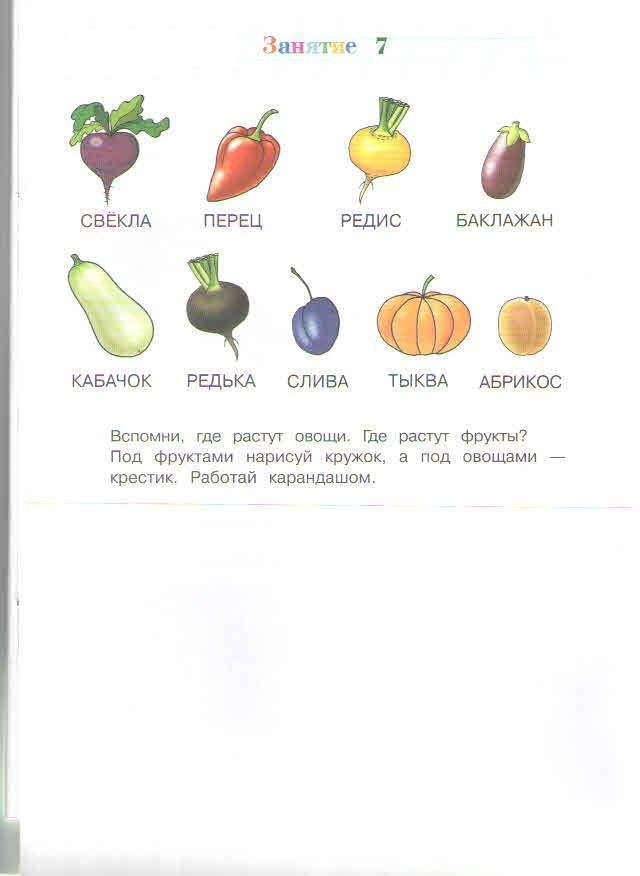 Занятие 7
СВЁКЛА ПЕРЕЦ РЕДИС БАКЛАЖАН
КАБАЧОК РЕДЬКА СЛИВА ТЫКВА АБРИКОС
Вспомни, где растут овощи. Где растут фрукты?
Под фруктами нарисуй кружок, а под овощами —
крестик. Работай карандашом.